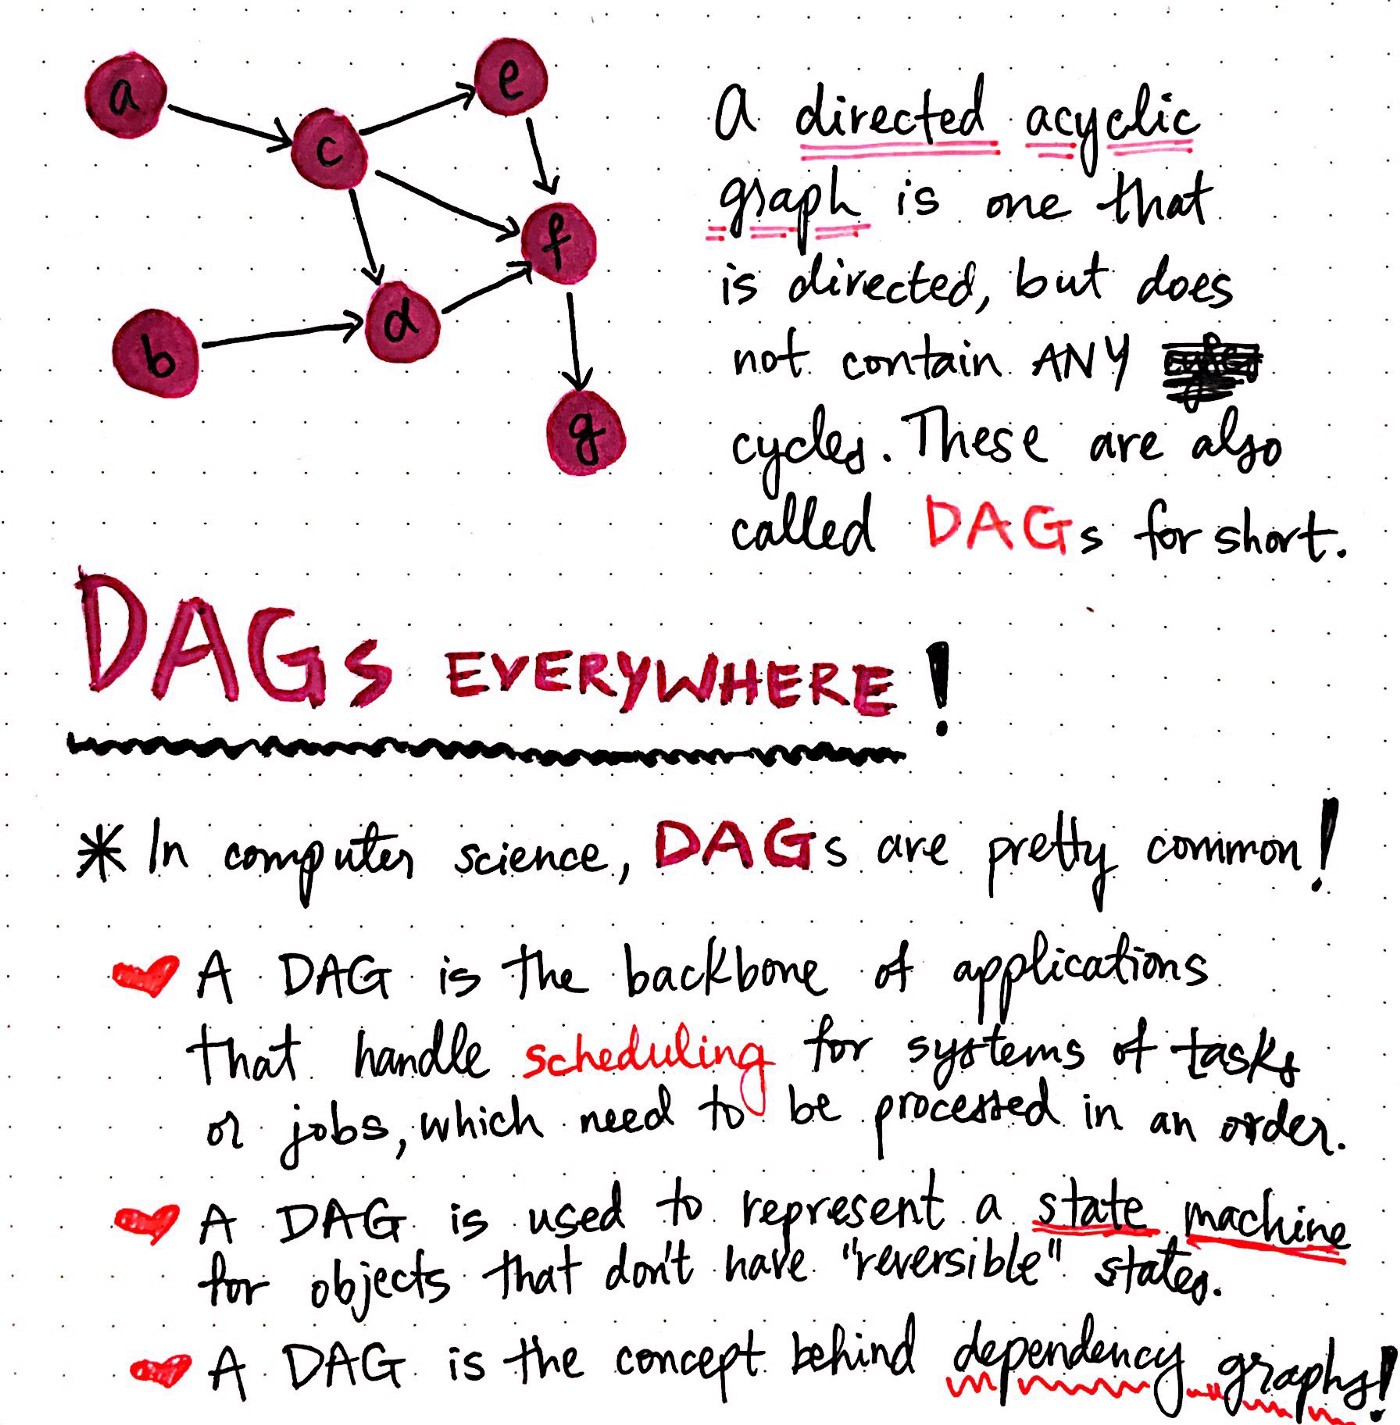 a
e
c
f
d
b
g
A directed acyclic
graph is one that
is directed, but does
not contain ANY
cycles. These are also
called DAGs for short.
DAGs EVERYWHERE!
* In computer science, DAGs are pretty common!
A DAG is the backbone of applications
that handle scheduling for systems of tasks
or jobs, which need to be processed in an order.
A DAG is used to represent a state machine
for objects that don't have "reversible" states.
A DAG is the concept behind dependency graphs!